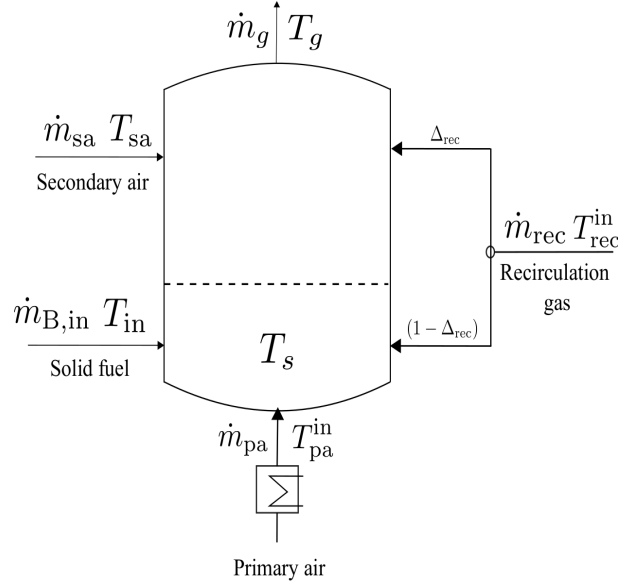 ṁ_g T_g
ṁ_sa T_sa
Secondary air
Δ_rec
ṁ_rec T_rec^in
Recirculation
gas
ṁ_B,in T_in
Solid fuel
(1 − Δ_rec)
T_s
ṁ_pa T_pa^in
Primary air